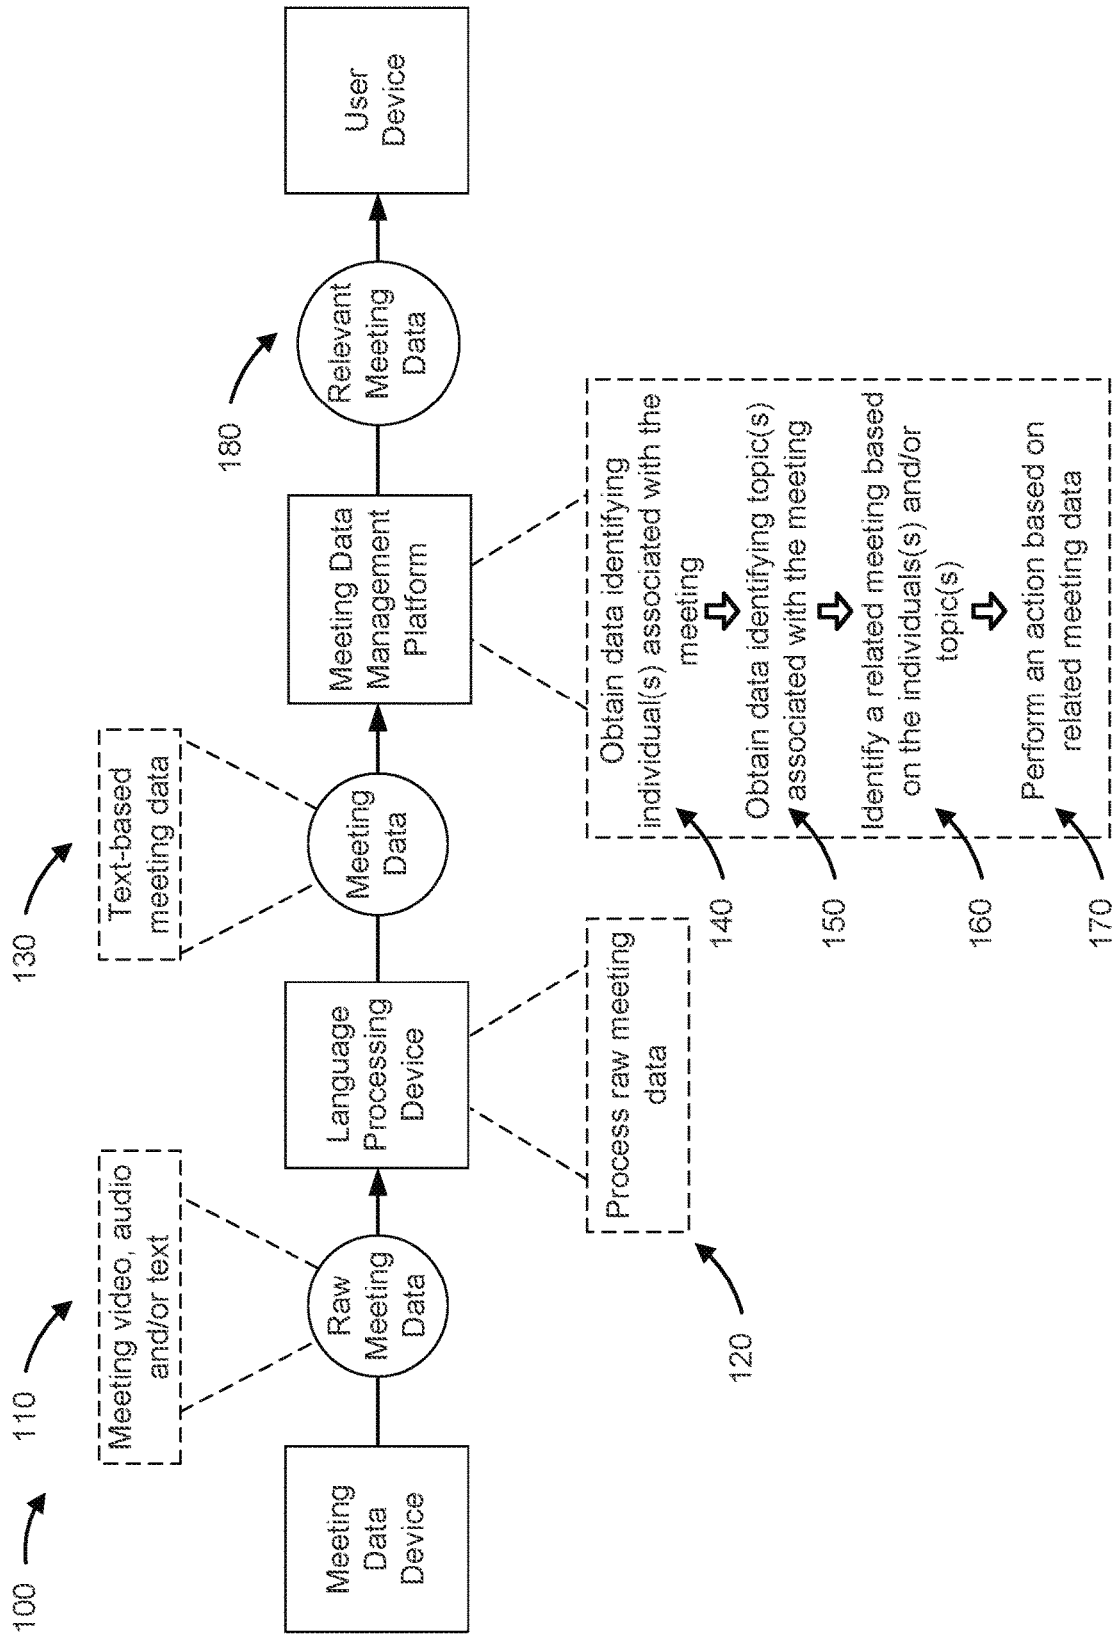 100
110
Meeting video, audio
and/or text
130
Text-based
meeting data
180
Meeting
Data
Device
Raw
Meeting
Data
Language
Processing
Device
Meeting
Data
Meeting Data
Management
Platform
Relevant
Meeting
Data
User
Device
120
Process raw meeting
data
140
Obtain data identifying
individual(s) associated with the
meeting
150
Obtain data identifying topic(s)
associated with the meeting
160
Identify a related meeting based
on the individuals(s) and/or
topic(s)
170
Perform an action based on
related meeting data